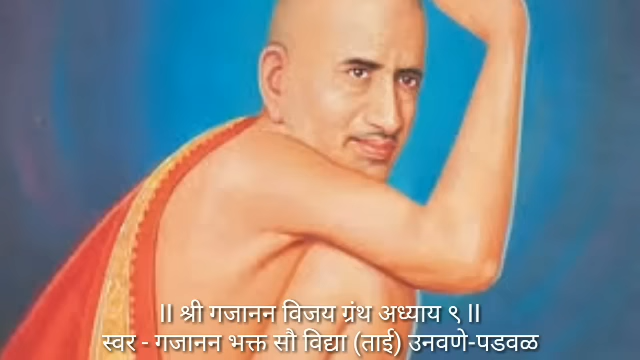 ॥ श्री गजानन विजय ग्रंथ अध्याय ९ ॥
स्वर - गजानन भक्त सौ विद्या (ताई) उनवणे-पडवळ